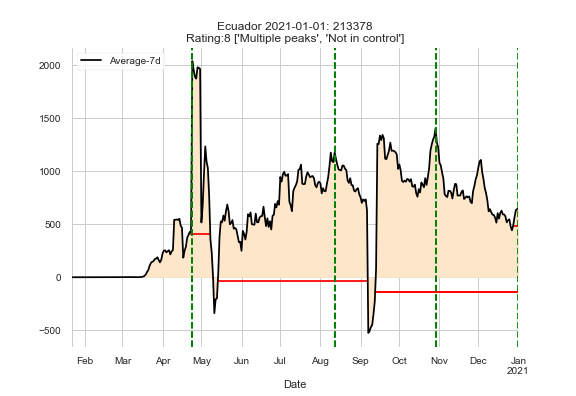 Ecuador 2021-01-01: 213378
Rating:8 ['Multiple peaks', 'Not in control']
Average-7d
2000
1500
1000
500
0
−500
Feb Mar Apr May Jun Jul Aug Sep Oct Nov Dec Jan
2021
Date